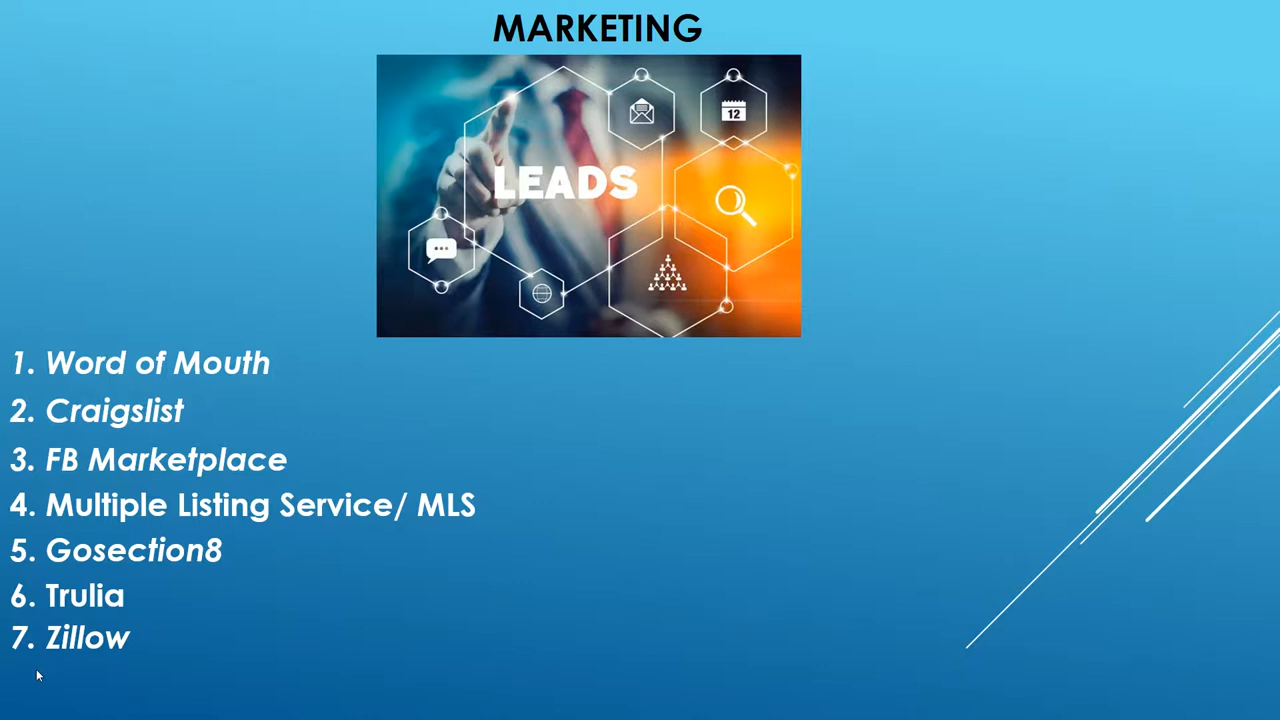 MARKETING
LEADS
12
1. Word of Mouth
2. Craigslist
3. FB Marketplace
4. Multiple Listing Service/ MLS
5. Gosection8
6. Trulia
7. Zillow